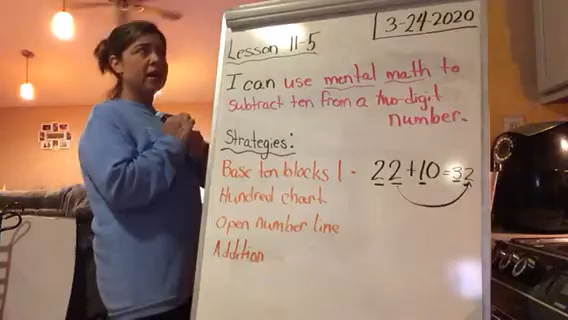 3-24-2020
Lesson 11-5
I can use mental math to
subtract ten from a two-digit
number.
Strategies:
Base ten blocks | · 22+10=32
Hundred chart
Open number line
Addition